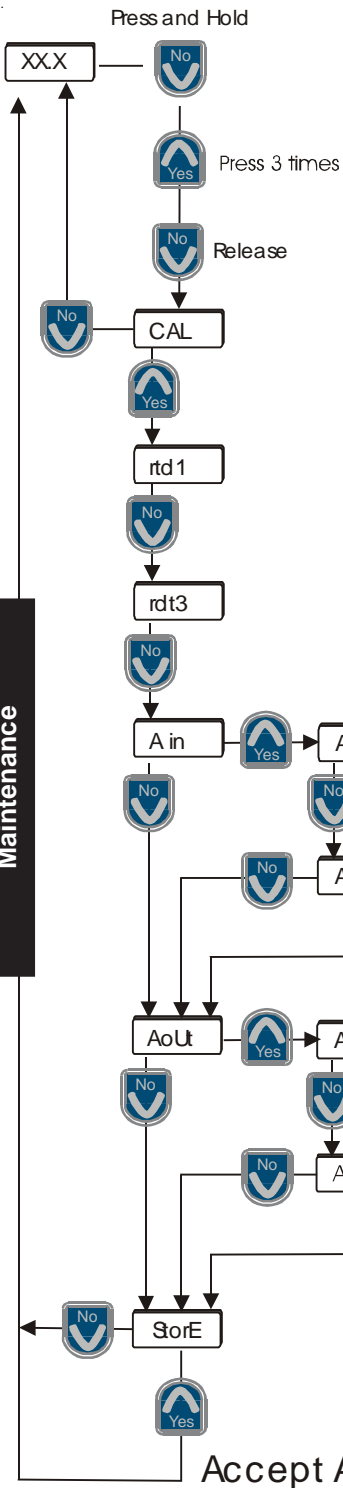 Press and Hold
XX.X
No
Yes
Press 3 times
No
Release
No
CAL
Yes
rtd1
No
rdt3
No
Maintenance
A in
Yes
A
No
No
No
A
AoUt
Yes
A
No
No
No
A
No
StorE
Yes
Accept A